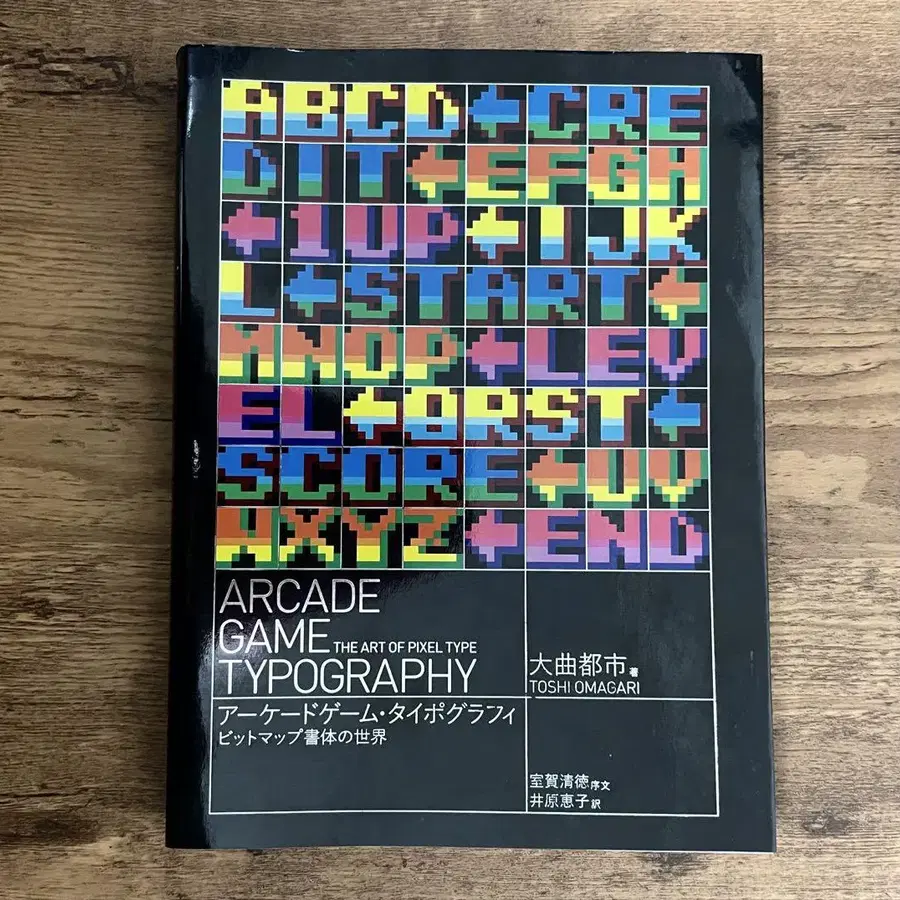 ABCD←CRE
DIT←EFGH
←1UP←IJK
L←START←
MNOP←LEV
EL←QRST←
SCORE←UV
WXYZ←END
ARCADE
GAME THE ART OF PIXEL TYPE
TYPOGRAPHY
アーケードゲーム・タイポグラフィ
ビットマップ書体の世界
大曲都市 著
TOSHI OMAGARI
室賀清徳 序文
井原恵子 訳